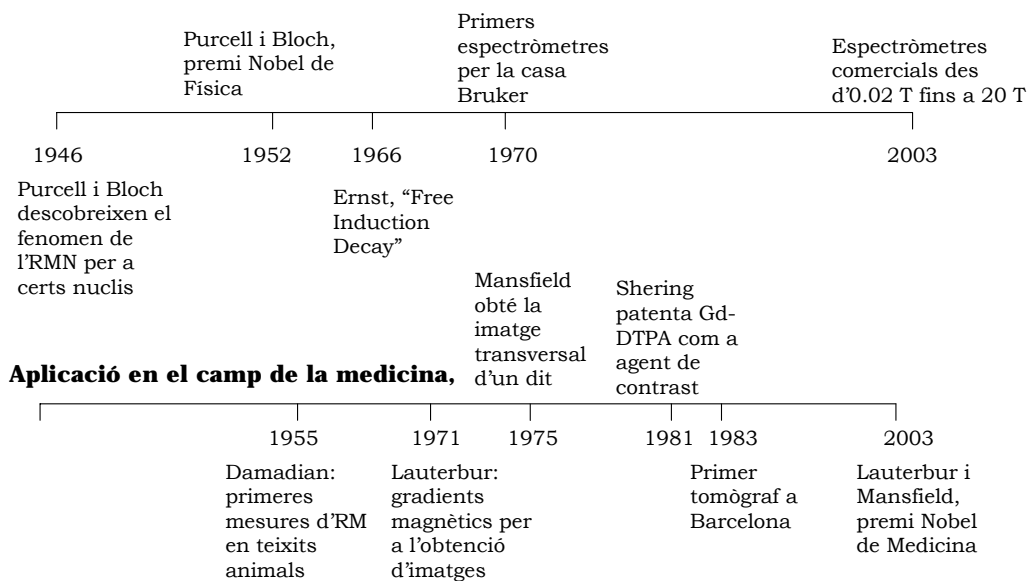 Purcell i Bloch,
premi Nobel de
Física
Primers
espectròmetres
per la casa
Bruker
Espectròmetres
comercials des
d’0.02 T fins a 20 T
1946
1952
1966
1970
2003
Purcell i Bloch
descobreixen el
fenomen de
l’RMN per a
certs nuclis
Ernst, “Free
Induction
Decay”
Mansfield
obté la
imatge
transversal
d’un dit
Shering
patenta Gd-
DTPA com a
agent de
contrast
Aplicació en el camp de la medicina,
1955
1971
1975
1981
1983
2003
Damadian:
primeres
mesures d’RM
en teixits
animals
Lauterbur:
gradients
magnètics per
a l’obtenció
d’imatges
Primer
tomògraf a
Barcelona
Lauterbur i
Mansfield,
premi Nobel
de Medicina